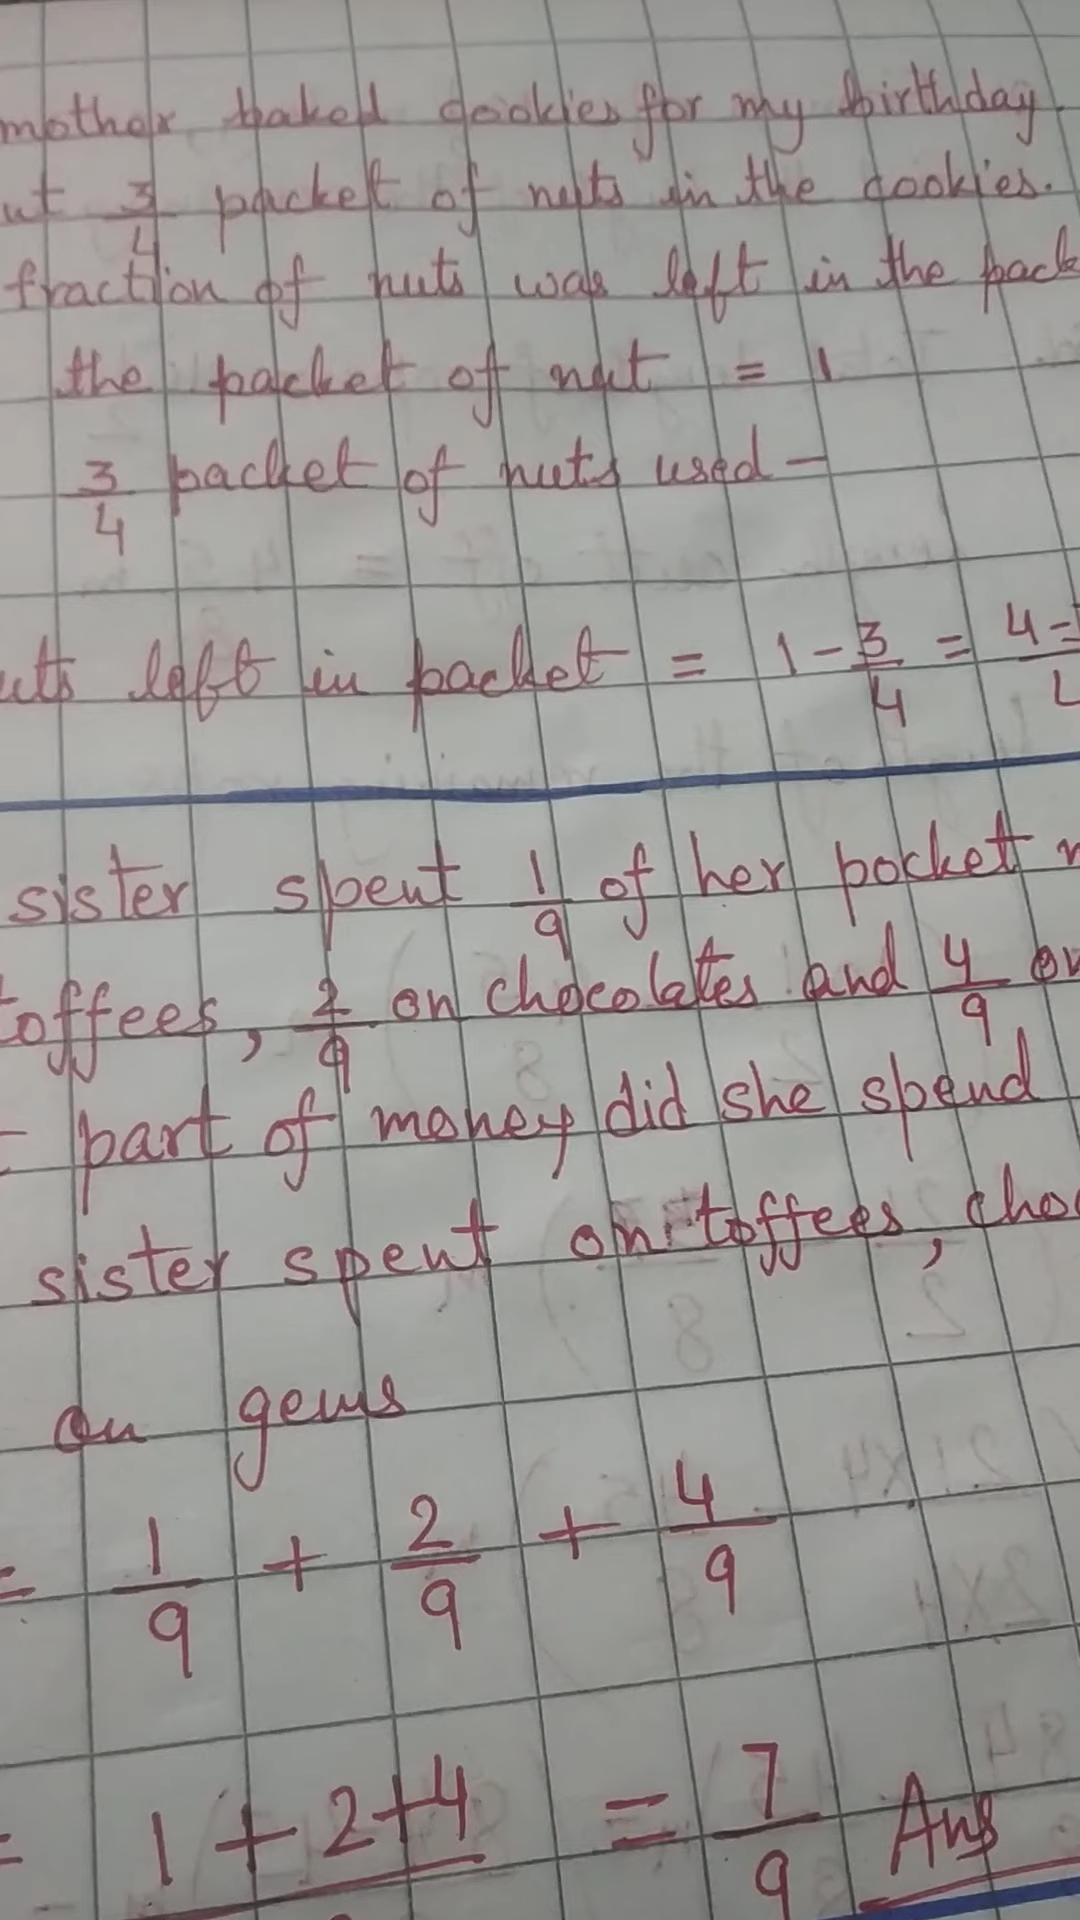 mother baked cookies for my birthday.
ut 3/4 packet of nuts in the cookies.
fraction of nuts was left in the pack
the packet of nut = 1
3/4 packet of nuts used -
uts left in packet = 1 - 3/4 = 4 -
sister spent 1/9 of her pocket
toffees, 2/9 on chocolates and 4/9 on
part of money did she spend
sister spent on toffees, choc
on gems
= 1/9 + 2/9 + 4/9
= 1 + 2 + 4 = 7/9 Ans